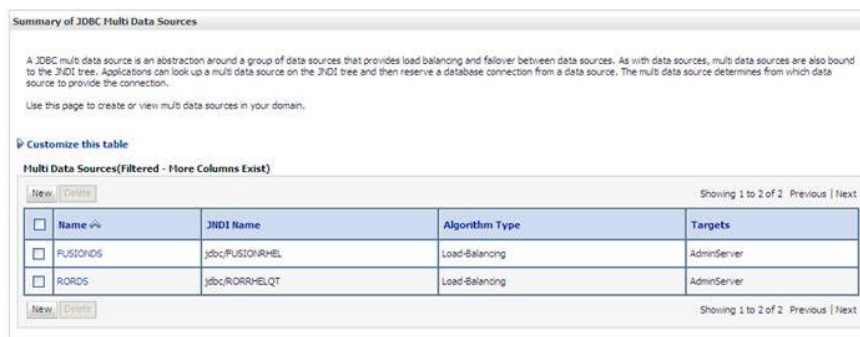 Summary of JDBC Multi Data Sources
A JDBC multi data source is an abstraction around a group of data sources that provides load balancing and failover between data sources. As with data sources, multi data sources are also bound
to the JNDI tree. Applications can look up a multi data source on the JNDI tree and then reserve a database connection from a data source. The multi data source determines from which data
source to provide the connection.
Use this page to create or view multi data sources in your domain.
Customize this table
Multi Data Sources(Filtered - More Columns Exist)
New Delete Showing 1 to 2 of 2 Previous | Next
Name JNDI Name Algorithm Type Targets
FUSIONDS jdbc/FUSIONRHEL Load-Balancing AdminServer
RORDS jdbc/RORRHELQT Load-Balancing AdminServer
New Delete Showing 1 to 2 of 2 Previous | Next